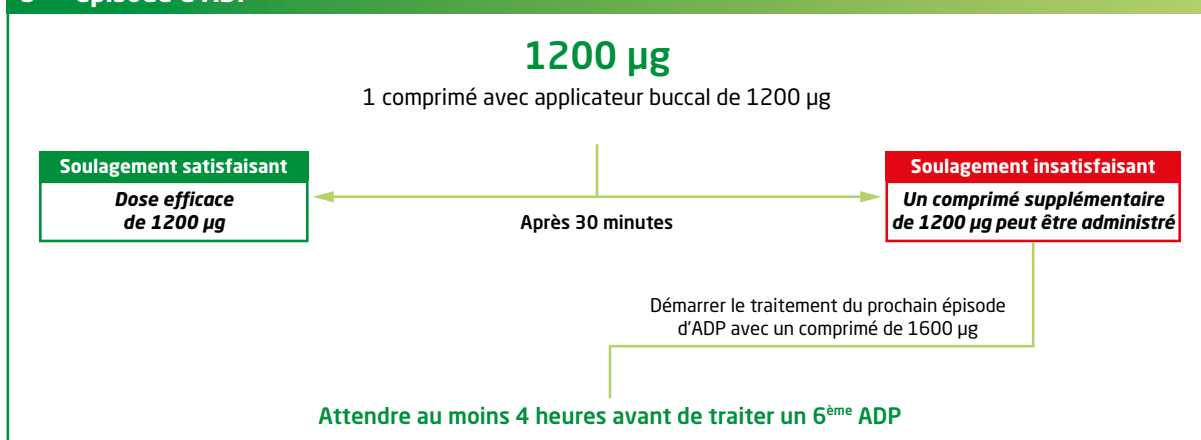 1200 µg
1 comprimé avec applicateur buccal de 1200 µg
Soulagement satisfaisant
Dose efficace
de 1200 µg
Après 30 minutes
Soulagement insatisfaisant
Un comprimé supplémentaire
de 1200 µg peut être administré
Démarrer le traitement du prochain épisode
d'ADP avec un comprimé de 1600 µg
Attendre au moins 4 heures avant de traiter un 6ème ADP